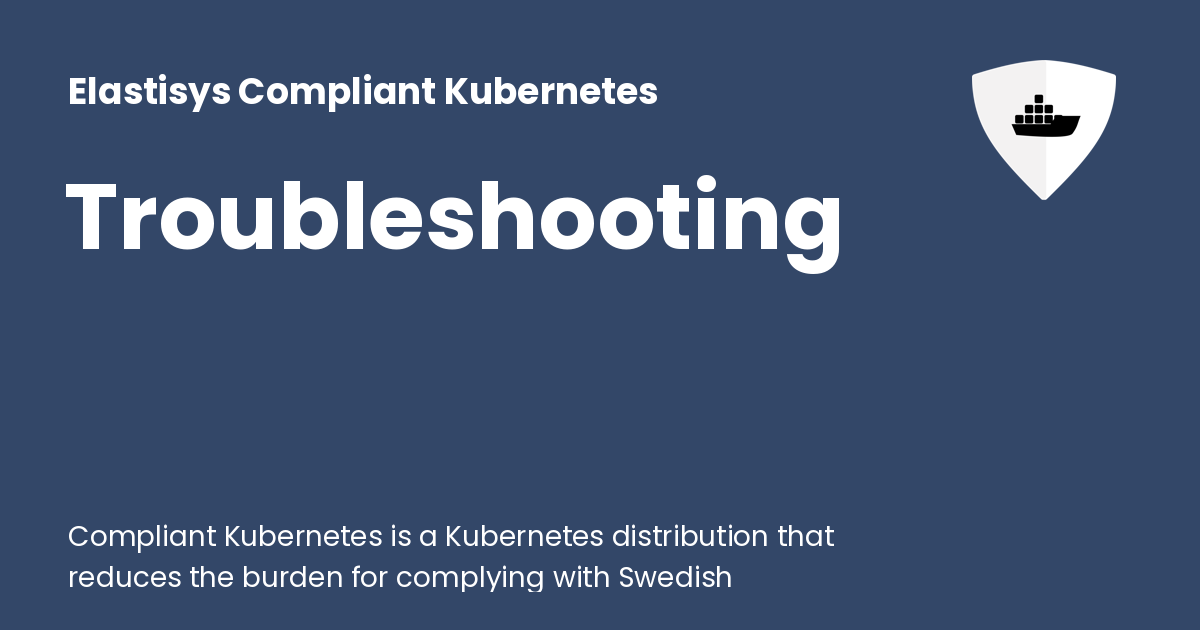 Elastisys Compliant Kubernetes
Troubleshooting
Compliant Kubernetes is a Kubernetes distribution that
reduces the burden for complying with Swedish